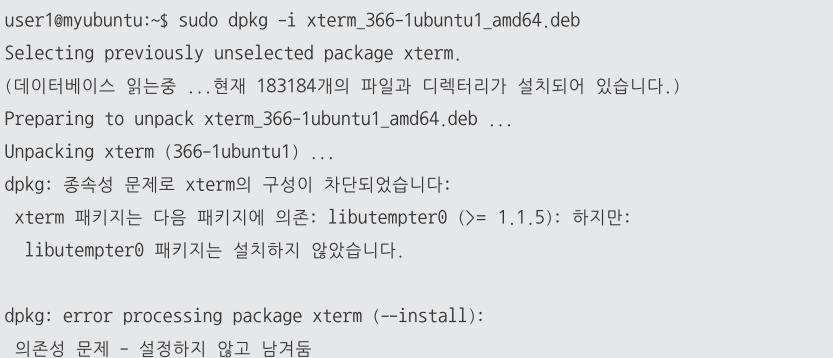 user1@myubuntu:~$ sudo dpkg -i xterm_366-1ubuntu1_amd64.deb
Selecting previously unselected package xterm.
(데이터베이스 읽는중 ...현재 183184개의 파일과 디렉터리가 설치되어 있습니다.)
Preparing to unpack xterm_366-1ubuntu1_amd64.deb ...
Unpacking xterm (366-1ubuntu1) ...
dpkg: 종속성 문제로 xterm의 구성이 차단되었습니다:
 xterm 패키지는 다음 패키지에 의존: libutempter0 (>= 1.1.5): 하지만:
  libutempter0 패키지는 설치하지 않았습니다.

dpkg: error processing package xterm (--install):
 의존성 문제 - 설정하지 않고 남겨둠